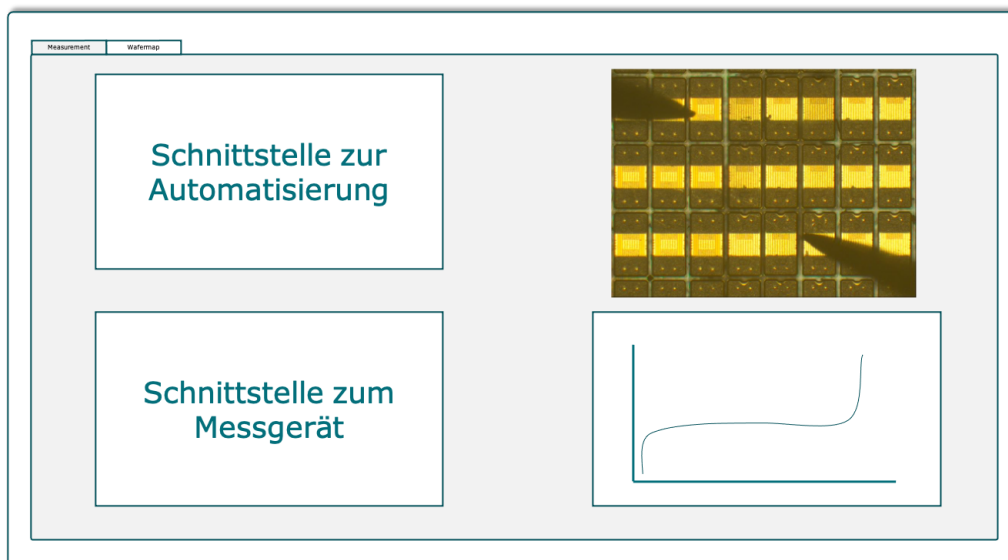 Measurement
Wafermap
Schnittstelle zur
Automatisierung
Schnittstelle zum
Messgerät